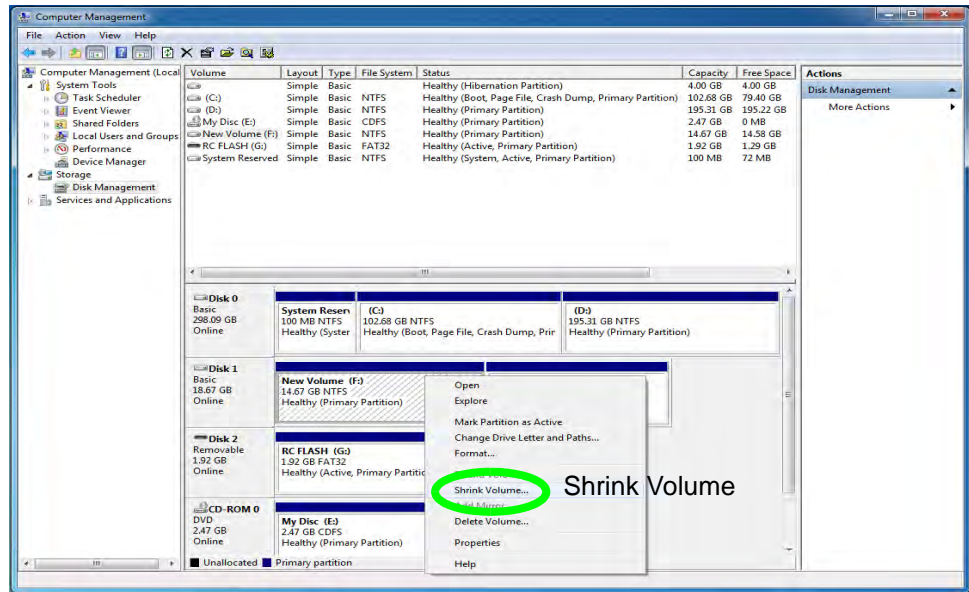 Computer Management
File Action View Help
Computer Management (Local
System Tools
Task Scheduler
Event Viewer
Shared Folders
Local Users and Groups
Performance
Device Manager
Storage
Disk Management
Services and Applications
Volume Layout Type File System Status Capacity Free Space
Simple Basic Healthy (Hibernation Partition) 4.00 GB 4.00 GB
(C:) Simple Basic NTFS Healthy (Boot, Page File, Crash Dump, Primary Partition) 102.68 GB 79.40 GB
(D:) Simple Basic NTFS Healthy (Primary Partition) 195.31 GB 195.22 GB
My Disc (E:) Simple Basic CDFS Healthy (Primary Partition) 2.47 GB 0 MB
New Volume (F:) Simple Basic NTFS Healthy (Primary Partition) 14.67 GB 14.58 GB
RC FLASH (G:) Simple Basic FAT32 Healthy (Active, Primary Partition) 1.92 GB 1.29 GB
System Reserved Simple Basic NTFS Healthy (System, Active, Primary Partition) 100 MB 72 MB
Actions
Disk Management
More Actions
Disk 0
Basic
298.09 GB
Online
System Reserv
100 MB NTFS
Healthy (Syster
(C:)
102.68 GB NTFS
Healthy (Boot, Page File, Crash Dump, Prir
(D:)
195.31 GB NTFS
Healthy (Primary Partition)
Disk 1
Basic
18.67 GB
Online
New Volume (F:)
14.67 GB NTFS
Healthy (Primary Partition)
Disk 2
Removable
1.92 GB
Online
RC FLASH (G:)
1.92 GB FAT32
Healthy (Active, Primary Partitic
CD-ROM 0
DVD
2.47 GB
Online
My Disc (E:)
2.47 GB CDFS
Healthy (Primary Partition)
Open
Explore
Mark Partition as Active
Change Drive Letter and Paths...
Format...
Shrink Volume...
Add Mirror...
Delete Volume...
Properties
Help
Shrink Volume
Unallocated Primary partition